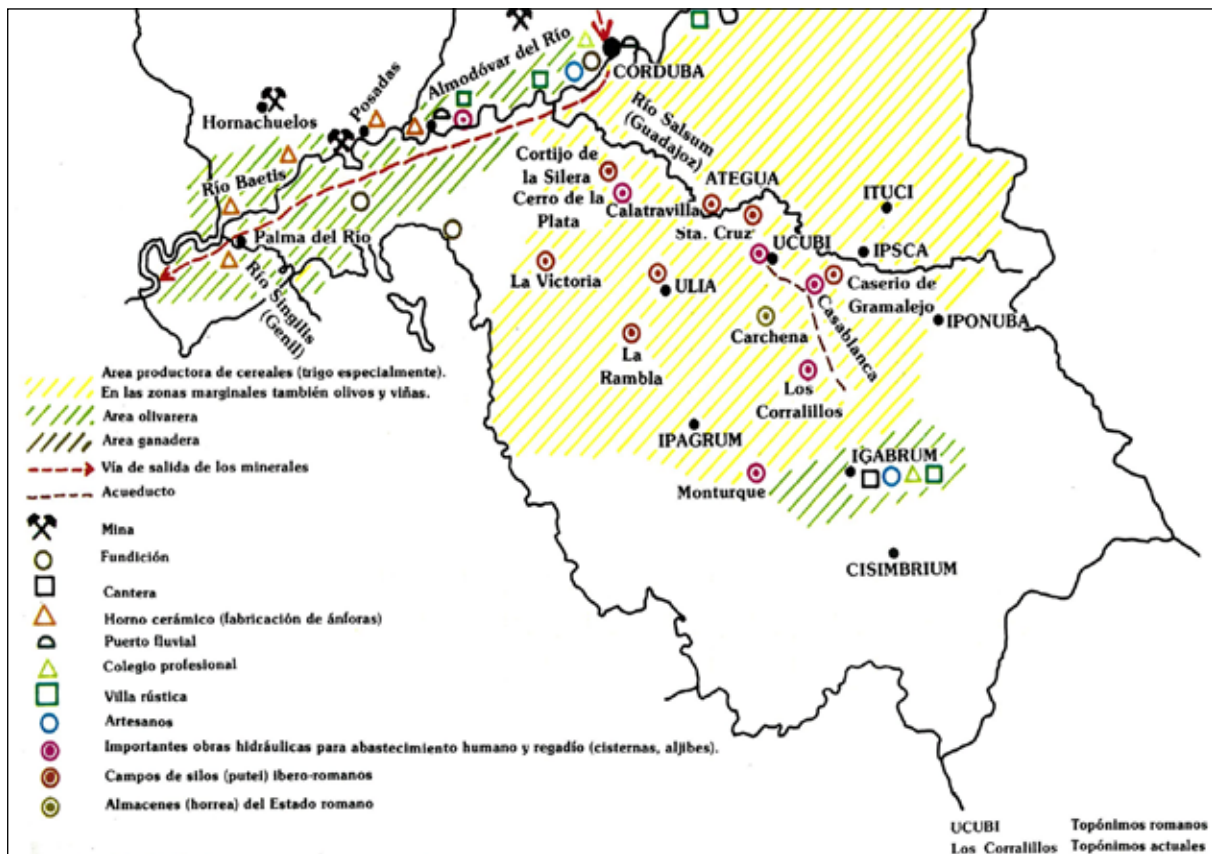 Almodóvar del Río
CORDUBA
Posadas
Hornachuelos
Río Baetis
Palma del Río
Río Singilis
(Genil)
Río Salsum
(Guadajoz)
Cortijo de
la Silera
Cerro de la
Plata
Calatravilla
ATEGUA
Sta. Cruz
ITUCI
UCUBI
IPSCA
La Victoria
ULIA
Caserio de
Gramalejo
Casablanca
IPONUBA
Carchena
La
Rambla
Los
Corralillos
IPAGRUM
IGABRUM
Monturque
CISIMBRIUM
Area productora de cereales (trigo especialmente).
En las zonas marginales también olivos y viñas.
Area olivarera
Area ganadera
Vía de salida de los minerales
Acueducto
Mina
Fundición
Cantera
Horno cerámico (fabricación de ánforas)
Puerto fluvial
Colegio profesional
Villa rústica
Artesanos
Importantes obras hidráulicas para abastecimiento humano y regadío (cisternas, aljibes).
Campos de silos (putei) ibero-romanos
Almacenes (horrea) del Estado romano
UCUBI Topónimos romanos
Los Corralillos Topónimos actuales